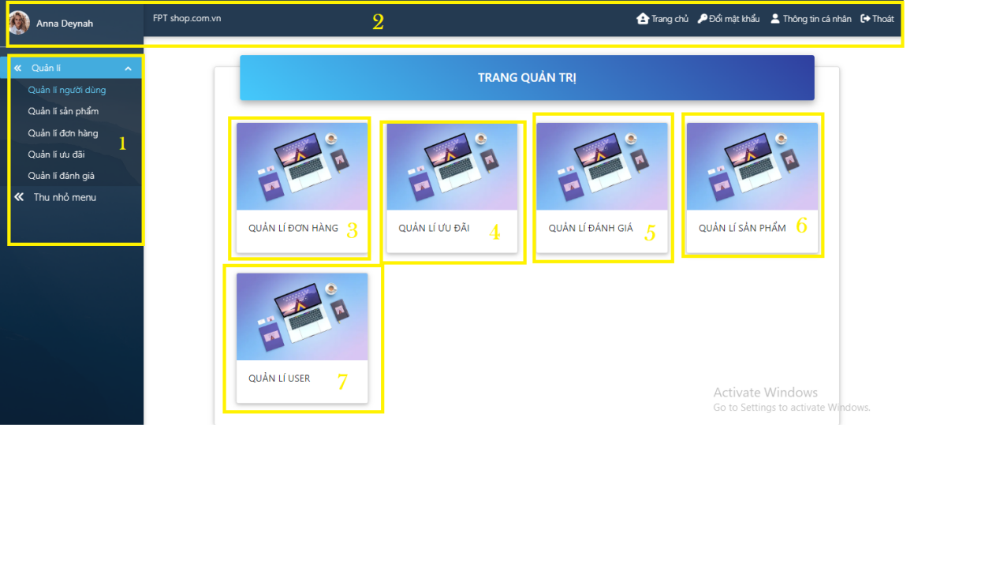 Anna Deynah
FPT shop.com.vn
2
Trang chủ
Đổi mật khẩu
Thông tin cá nhân
Thoát
Quản lí
Quản lí người dùng
Quản lí sản phẩm
Quản lí đơn hàng
1
Quản lí ưu đãi
Quản lí đánh giá
Thu nhỏ menu
TRANG QUẢN TRỊ
QUẢN LÍ ĐƠN HÀNG 3
QUẢN LÍ ƯU ĐÃI 4
QUẢN LÍ ĐÁNH GIÁ 5
QUẢN LÍ SẢN PHẨM 6
QUẢN LÍ USER 7
Activate Windows
Go to Settings to activate Windows.